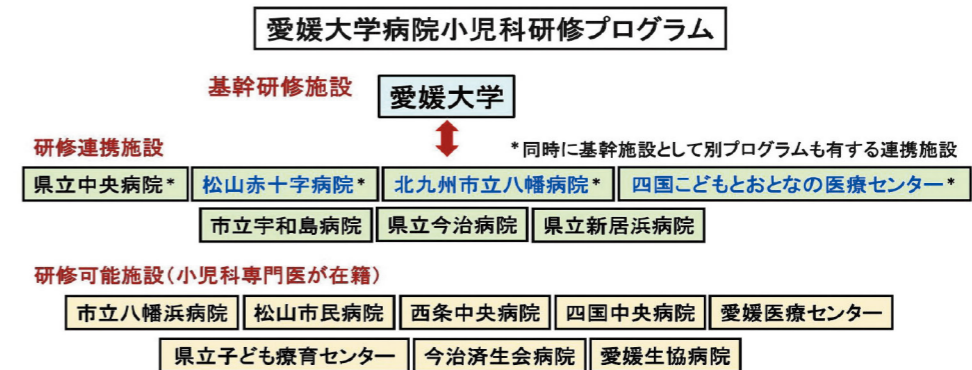 愛媛大学病院小児科研修プログラム
基幹研修施設
愛媛大学
研修連携施設
*同時に基幹施設として別プログラムも有する連携施設
県立中央病院* 松山赤十字病院* 北九州市立八幡病院* 四国こどもとおとなの医療センター*
市立宇和島病院 県立今治病院 県立新居浜病院
研修可能施設(小児科専門医が在籍)
市立八幡浜病院 松山市民病院 西条中央病院 四国中央病院 愛媛医療センター
県立子ども療育センター 今治済生会病院 愛媛生協病院